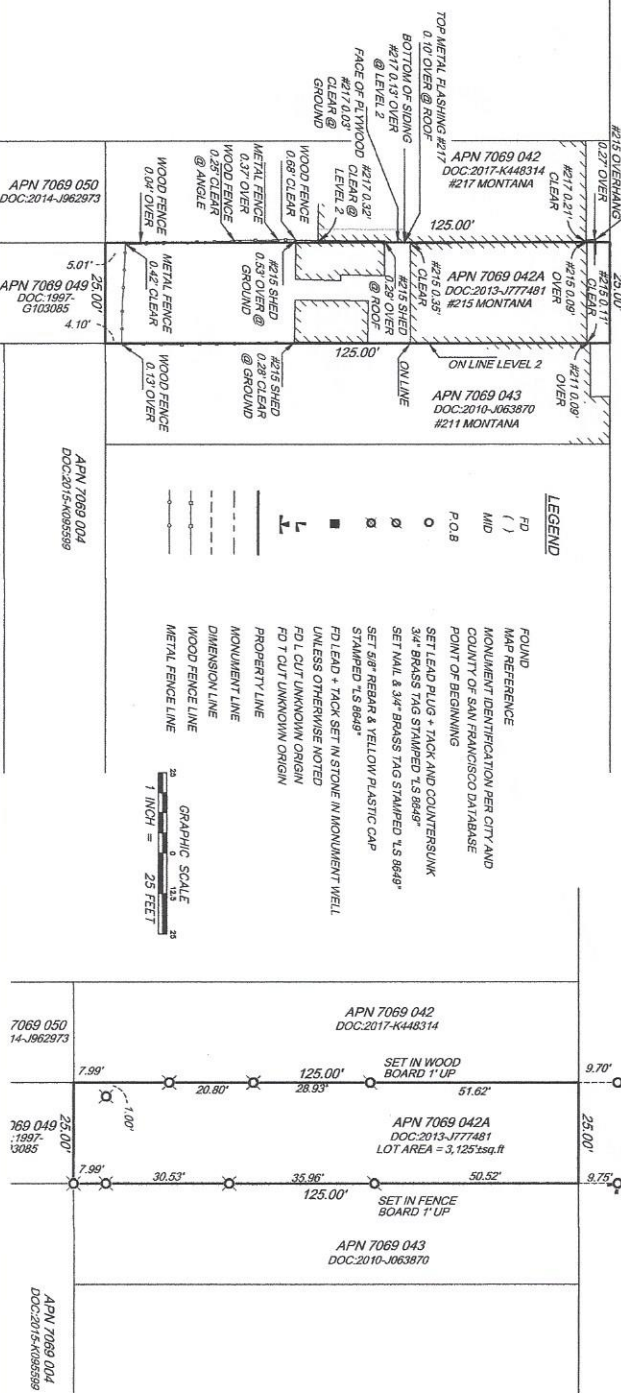 #215 OVERHANG
0.27' OVER
25.00'
#215 0.11'
CLEAR
#217 0.21'
CLEAR
#215 0.09'
OVER
#211 0.09'
OVER
TOP METAL FLASHING #217
0.10' OVER @ ROOF
BOTTOM OF SIDING
#217 0.13' OVER
@ LEVEL 2
FACE OF PLYWOOD
#217 0.03'
CLEAR @
GROUND
#217 0.32'
CLEAR @
LEVEL 2
WOOD FENCE
0.68' CLEAR
METAL FENCE
0.37' OVER
WOOD FENCE
0.25' CLEAR
@ ANGLE
WOOD FENCE
0.04' OVER
APN 7069 042
DOC:2017-K448314
#217 MONTANA
125.00'
APN 7069 042A
DOC:2013-J777481
#215 MONTANA
#215 0.35'
CLEAR
#215 SHED
0.29' OVER
@ ROOF
#215 SHED
0.53' OVER @
GROUND
METAL FENCE
0.42' CLEAR
125.00'
ON LINE LEVEL 2
ON LINE
#215 SHED
0.28' CLEAR
@ GROUND
WOOD FENCE
0.13' OVER
APN 7069 043
DOC:2010-J063870
#211 MONTANA
APN 7069 050
DOC:2014-J962973
5.01'
25.00'
4.10'
APN 7069 049
DOC:1997-
G103085
APN 7069 004
DOC:2015-K095599
LEGEND
FD FOUND
( ) MAP REFERENCE
MID MONUMENT IDENTIFICATION PER CITY AND
COUNTY OF SAN FRANCISCO DATABASE
P.O.B POINT OF BEGINNING
SET LEAD PLUG + TACK AND COUNTERSUNK
3/4" BRASS TAG STAMPED "LS 8649"
SET NAIL & 3/4" BRASS TAG STAMPED "LS 8649"
SET 5/8" REBAR & YELLOW PLASTIC CAP
STAMPED "LS 8649"
FD LEAD + TACK SET IN STONE IN MONUMENT WELL
UNLESS OTHERWISE NOTED
FD L CUT UNKNOWN ORIGIN
FD T CUT UNKNOWN ORIGIN
PROPERTY LINE
MONUMENT LINE
DIMENSION LINE
WOOD FENCE LINE
METAL FENCE LINE
GRAPHIC SCALE
25 0 12.5 25
1 INCH = 25 FEET
APN 7069 042
DOC:2017-K448314
7069 050
14-J962973
7.99'
20.80'
125.00'
28.93'
SET IN WOOD
BOARD 1' UP
51.62'
9.70'
1.00'
25.00'
APN 7069 042A
DOC:2013-J777481
LOT AREA = 3,125'±sq.ft
25.00'
069 049
:1997-
3085
7.99'
30.53'
35.96'
125.00'
50.52'
9.75'
SET IN FENCE
BOARD 1' UP
APN 7069 043
DOC:2010-J063870
APN 7069 004
DOC:2015-K095599